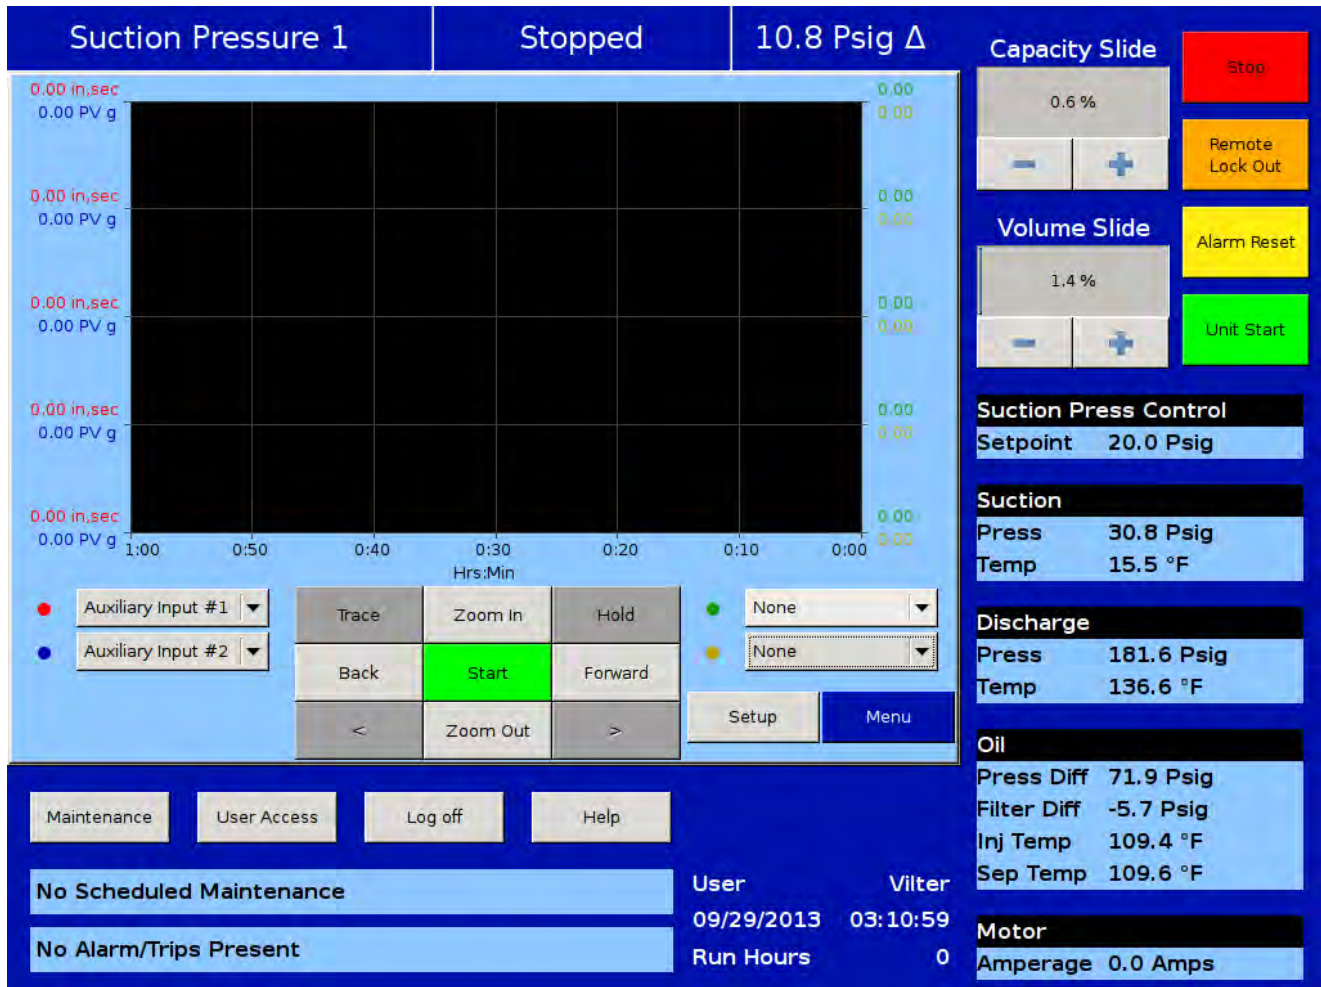 Suction Pressure 1
Stopped
10.8 Psig Δ
0.00 in,sec
0.00 PV g
0.00 in,sec
0.00 PV g
0.00 in,sec
0.00 PV g
0.00 in,sec
0.00 PV g
0.00 in,sec
0.00 PV g
0.00
0.00
0.00
0.00
0.00
0.00
0.00
0.00
0.00
0.00
1:00 0:50 0:40 0:30 0:20 0:10 0:00
Hrs:Min
Auxiliary Input #1
Auxiliary Input #2
Trace Zoom In Hold
Back Start Forward
< Zoom Out >
None
None
Setup Menu
Maintenance User Access Log off Help
No Scheduled Maintenance
No Alarm/Trips Present
User Vilter
09/29/2013 03:10:59
Run Hours 0
Capacity Slide
0.6 %
Volume Slide
1.4 %
Stop
Remote
Lock Out
Alarm Reset
Unit Start
Suction Press Control
Setpoint 20.0 Psig
Suction
Press 30.8 Psig
Temp 15.5 °F
Discharge
Press 181.6 Psig
Temp 136.6 °F
Oil
Press Diff 71.9 Psig
Filter Diff -5.7 Psig
Inj Temp 109.4 °F
Sep Temp 109.6 °F
Motor
Amperage 0.0 Amps